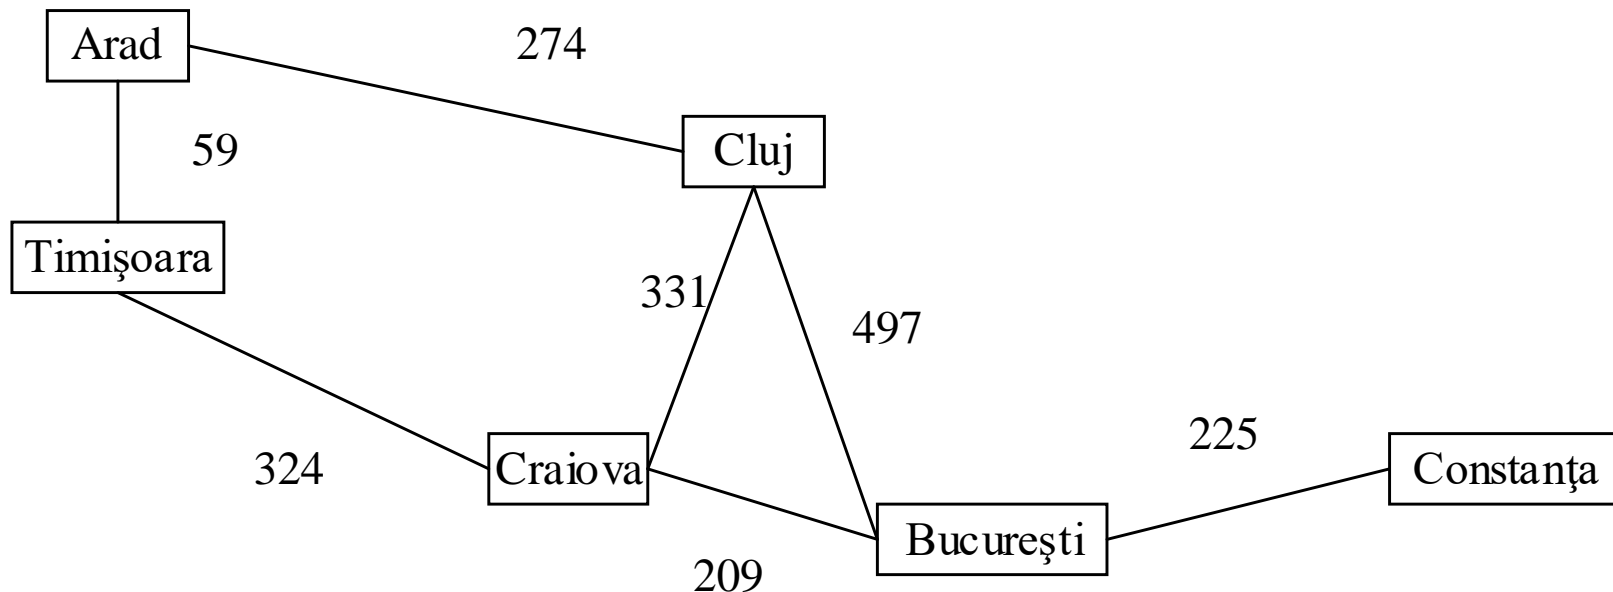 Arad
274
59
Cluj
Timişoara
331
497
324
Craiova
225
Constanţa
Bucureşti
209